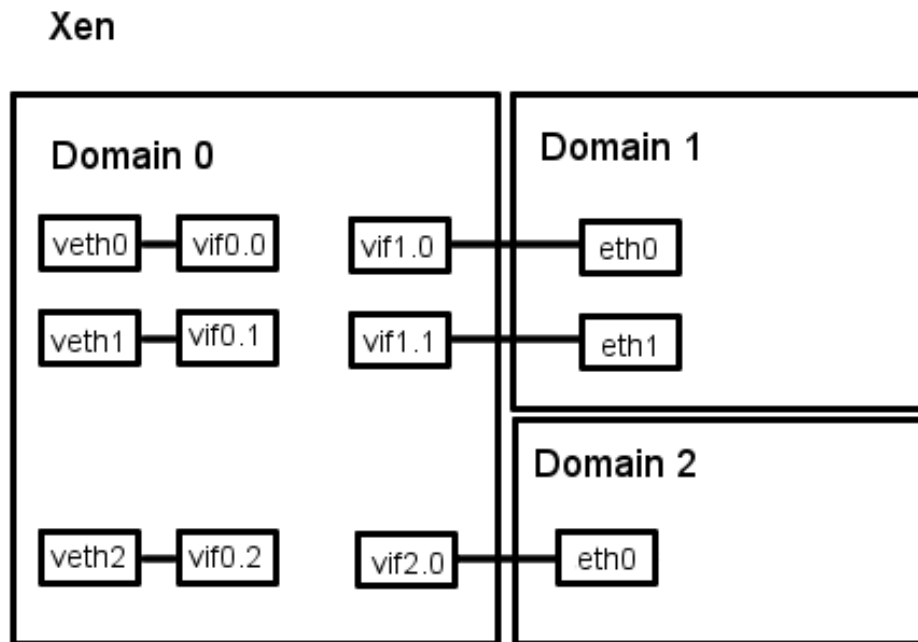 Xen
Domain 0
veth0
vif0.0
vif1.0
veth1
vif0.1
vif1.1
veth2
vif0.2
vif2.0
Domain 1
eth0
eth1
Domain 2
eth0